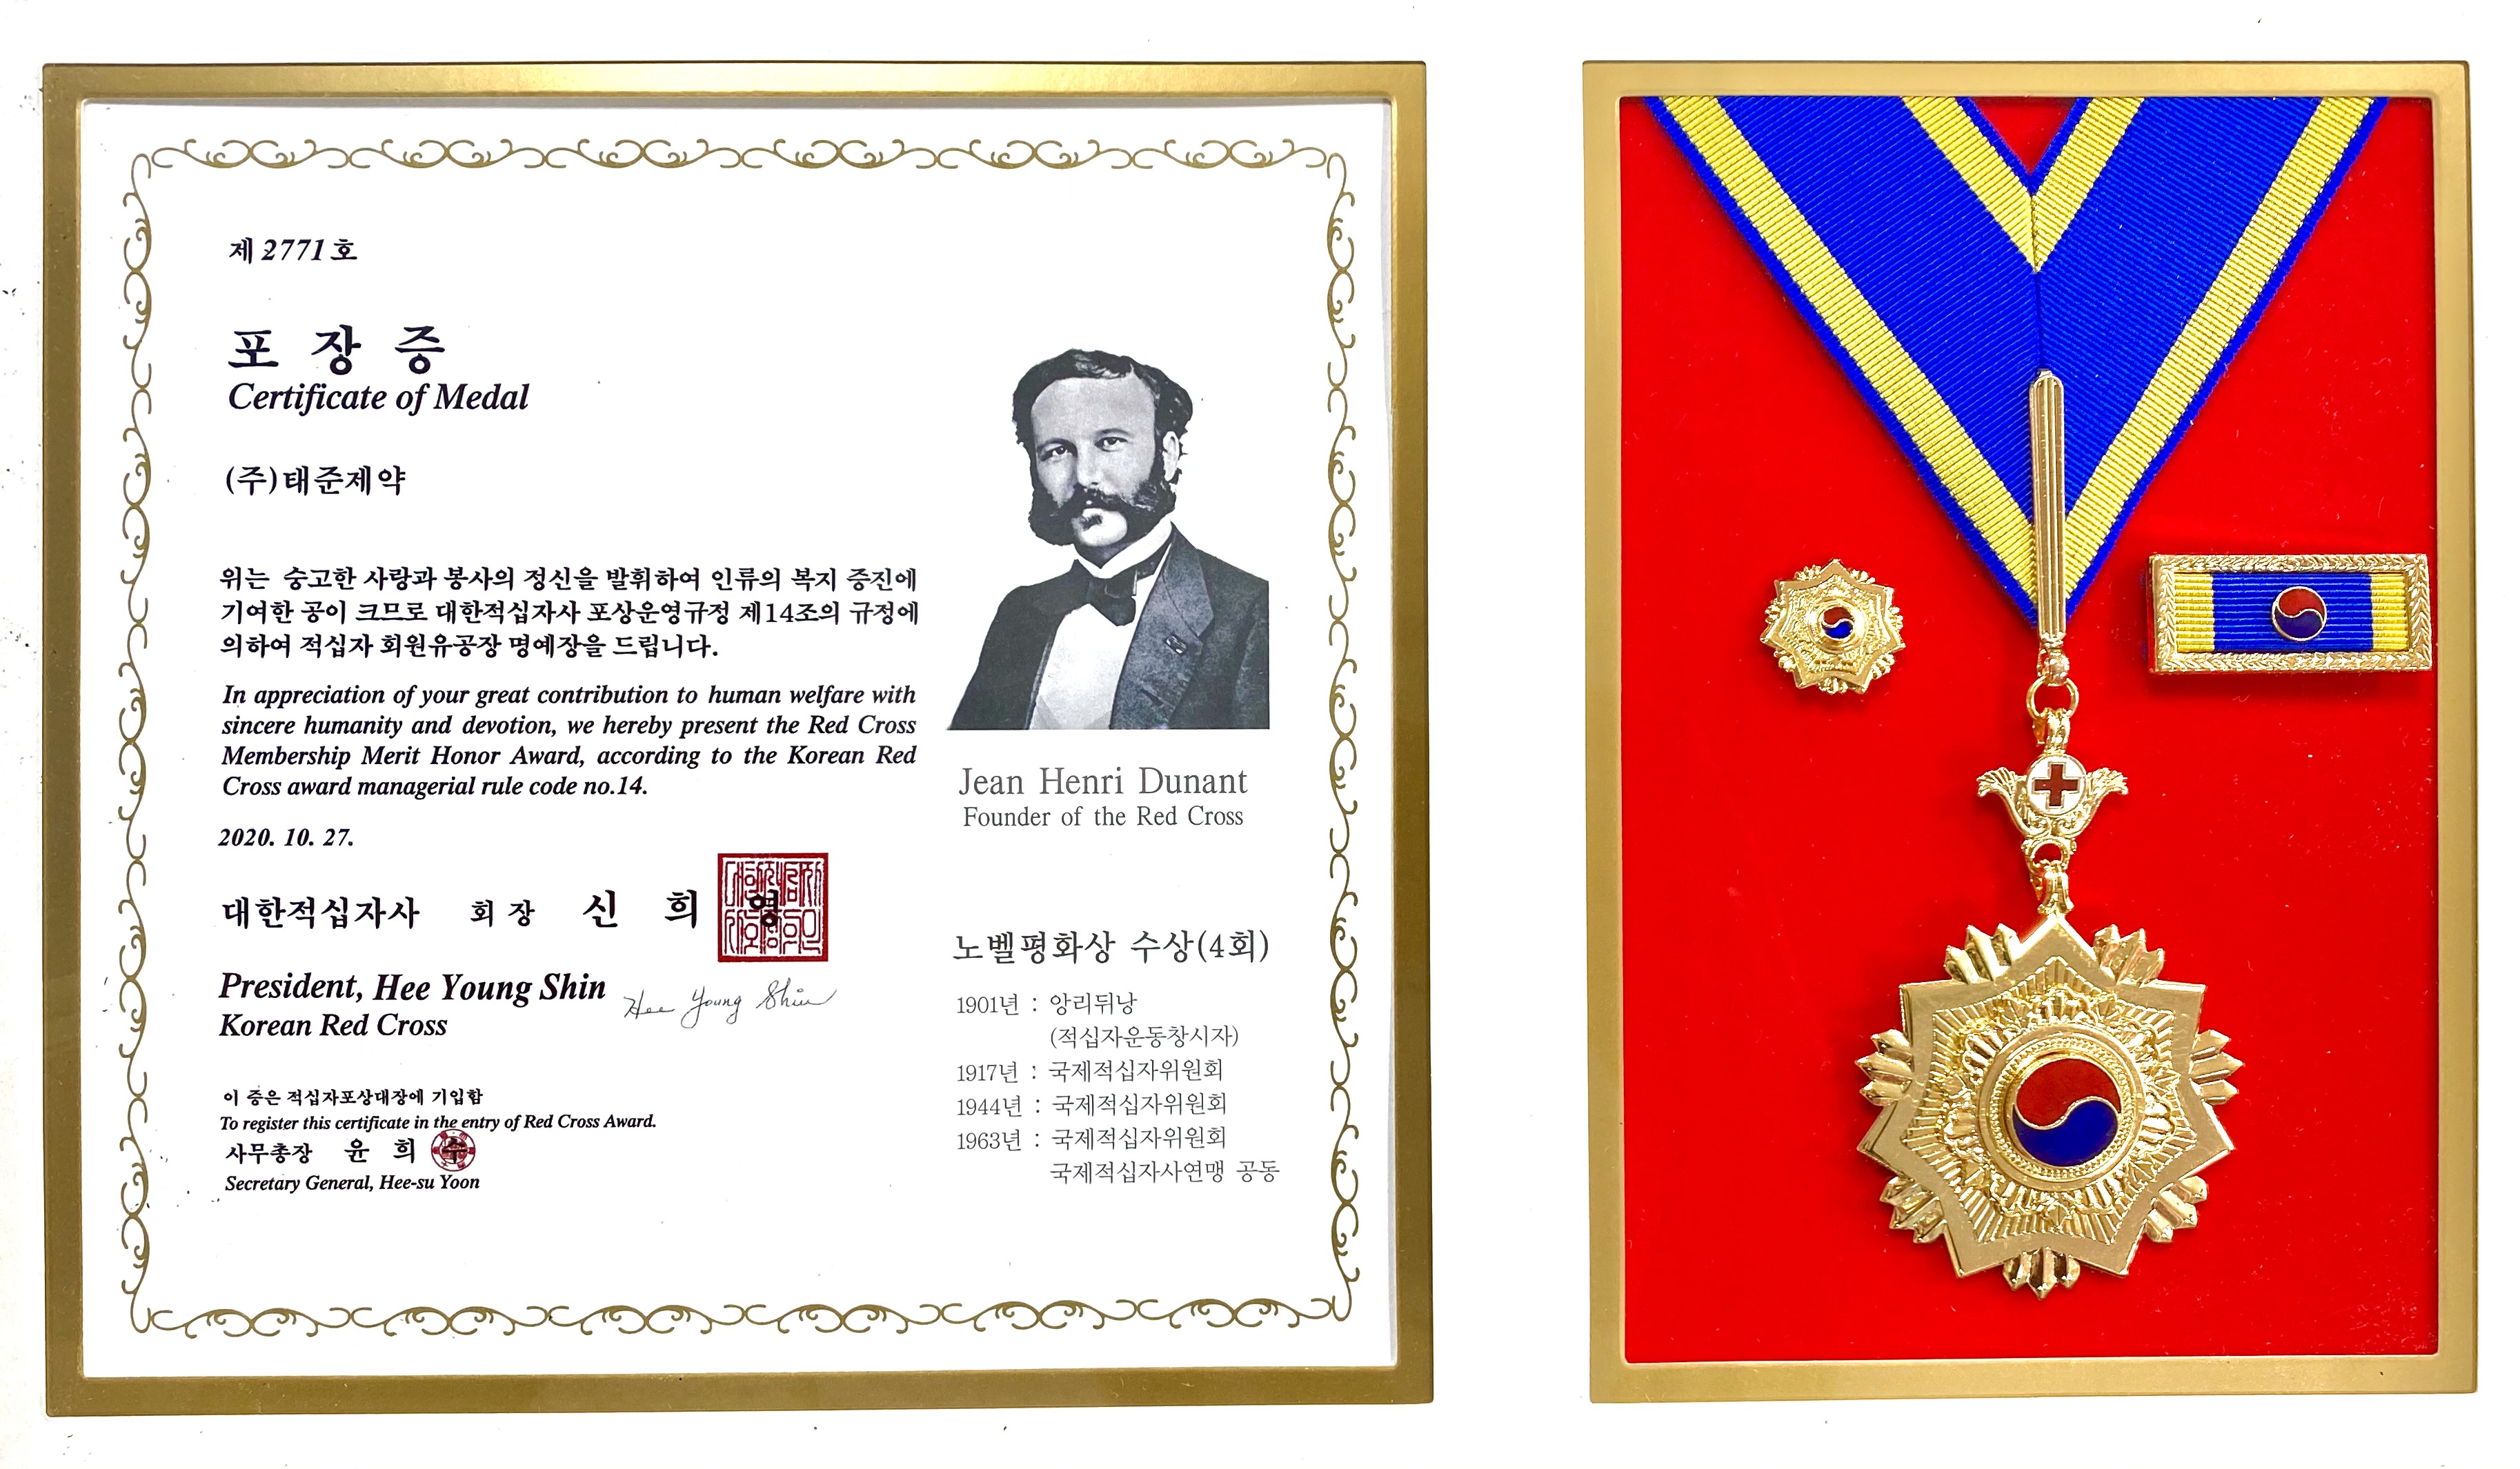 제 2771 호
포 장 증
Certificate of Medal
(주)태준제약
위는 숭고한 사랑과 봉사의 정신을 발휘하여 인류의 복지 증진에
기여한 공이 크므로 대한적십자사 포상운영규정 제14조의 규정에
의하여 적십자 회원유공장 명예장을 드립니다.
In appreciation of your great contribution to human welfare with
sincere humanity and devotion, we hereby present the Red Cross
Membership Merit Honor Award, according to the Korean Red
Cross award managerial rule code no.14.
2020. 10. 27.
대한적십자사 회 장 신 희 영
President, Hee Young Shin
Hee Young Shin
Korean Red Cross
이 증은 적십자포상대장에 기입함
To register this certificate in the entry of Red Cross Award.
사무총장 윤 희 수
Secretary General, Hee-su Yoon
Jean Henri Dunant
Founder of the Red Cross
노벨평화상 수상(4회)
1901년 : 앙리뒤낭
(적십자운동창시자)
1917년 : 국제적십자위원회
1944년 : 국제적십자위원회
1963년 : 국제적십자위원회
국제적십자사연맹 공동